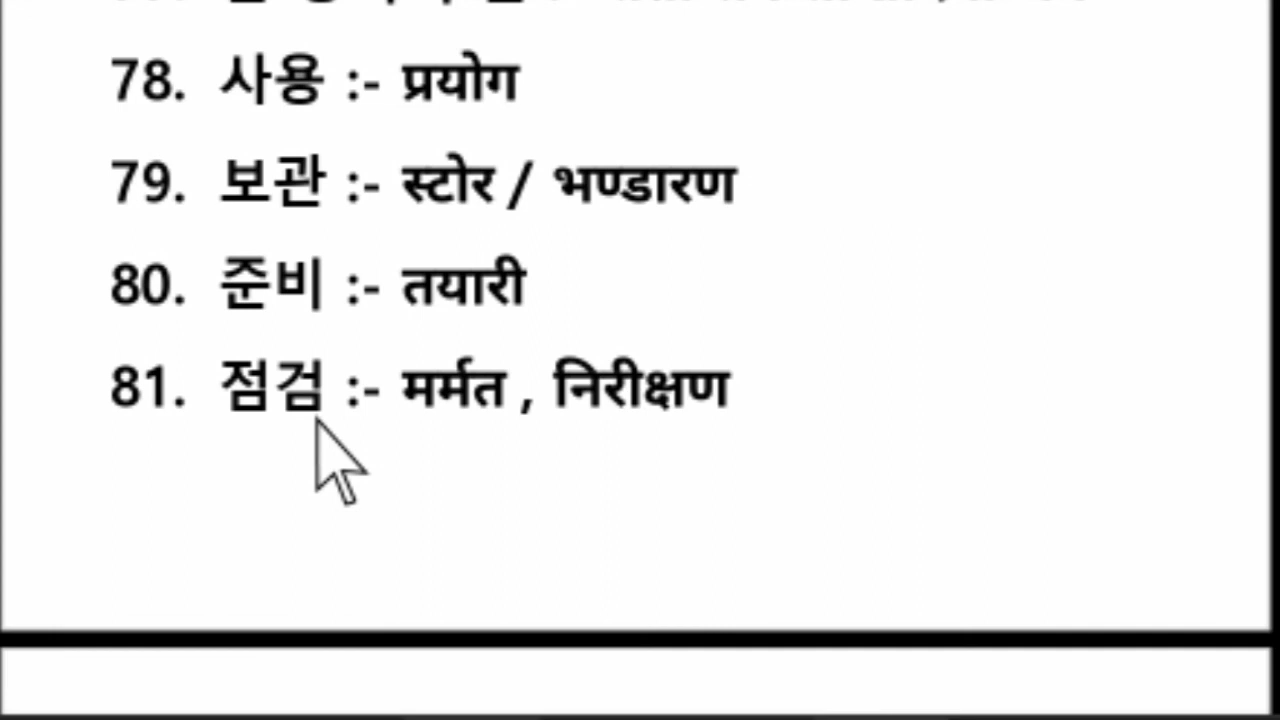 78. 사용 :- प्रयोग
79. 보관 :- स्टोर / भण्डारण
80. 준비 :- तयारी
81. 점검 :- मर्मत , निरीक्षण